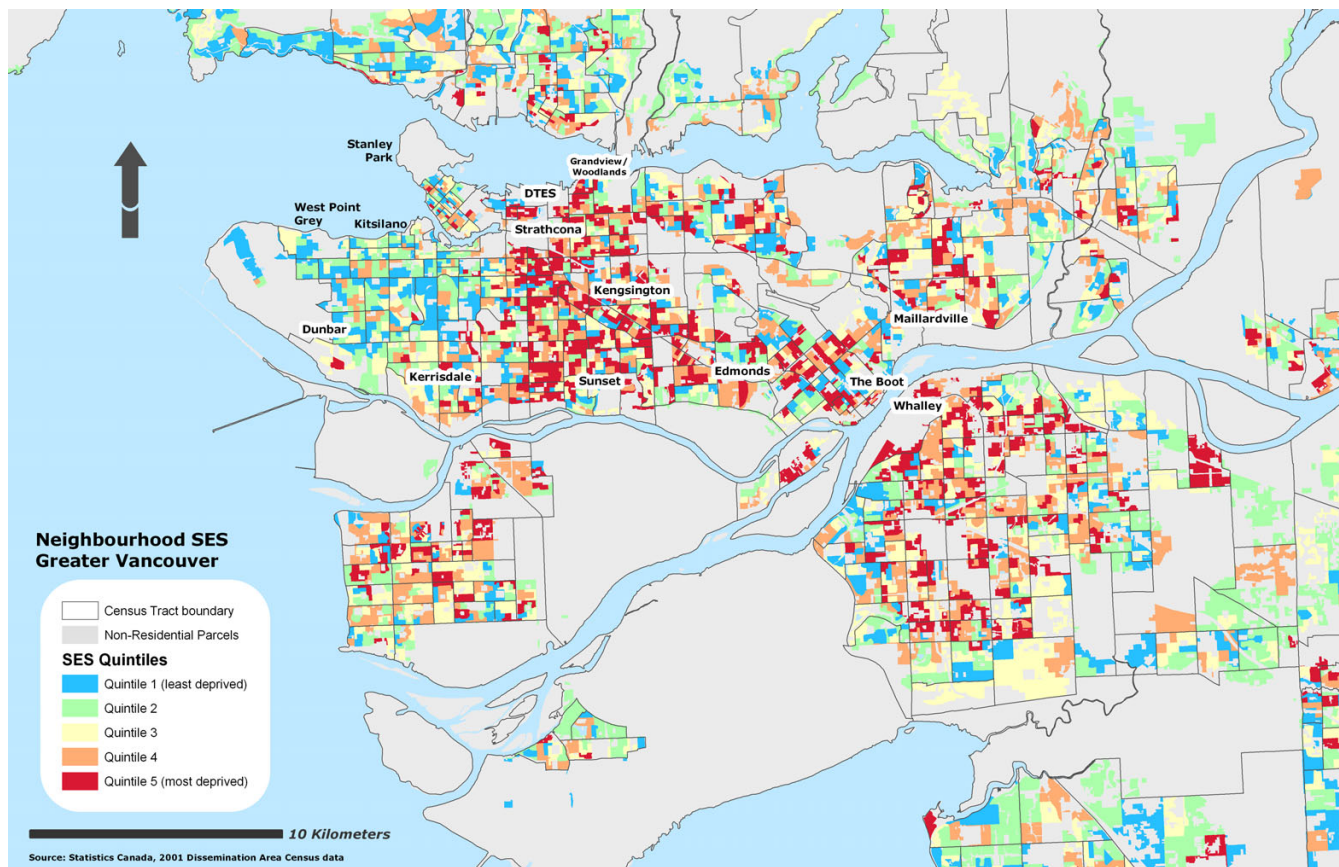 Stanley
Park
Grandview/
Woodlands
DTES
West Point
Grey
Kitsilano
Strathcona
Kengsington
Dunbar
Maillardville
Kerrisdale
Sunset
Edmonds
The Boot
Whalley
Neighbourhood SES
Greater Vancouver
Census Tract boundary
Non-Residential Parcels
SES Quintiles
Quintile 1 (least deprived)
Quintile 2
Quintile 3
Quintile 4
Quintile 5 (most deprived)
10 Kilometers
Source: Statistics Canada, 2001 Dissemination Area Census data